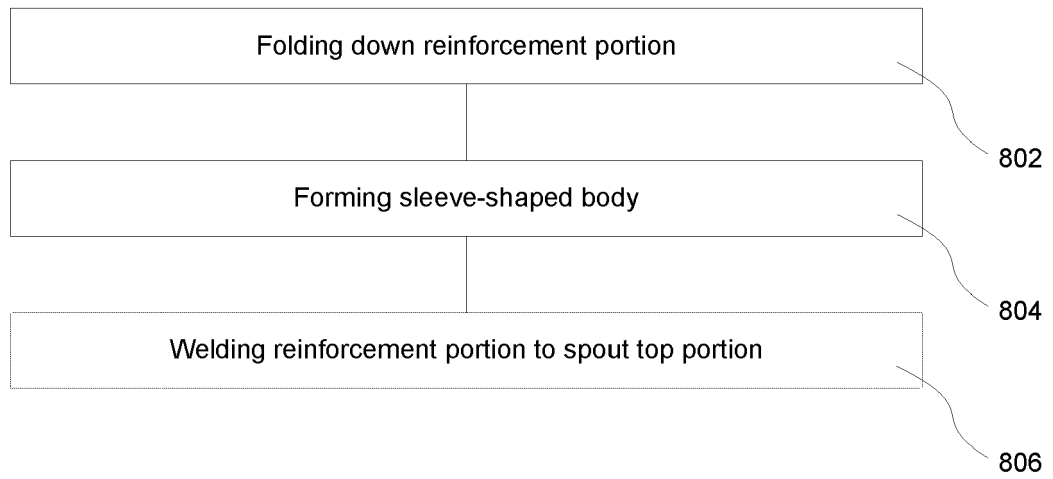 Folding down reinforcement portion
802
Forming sleeve-shaped body
804
Welding reinforcement portion to spout top portion
806